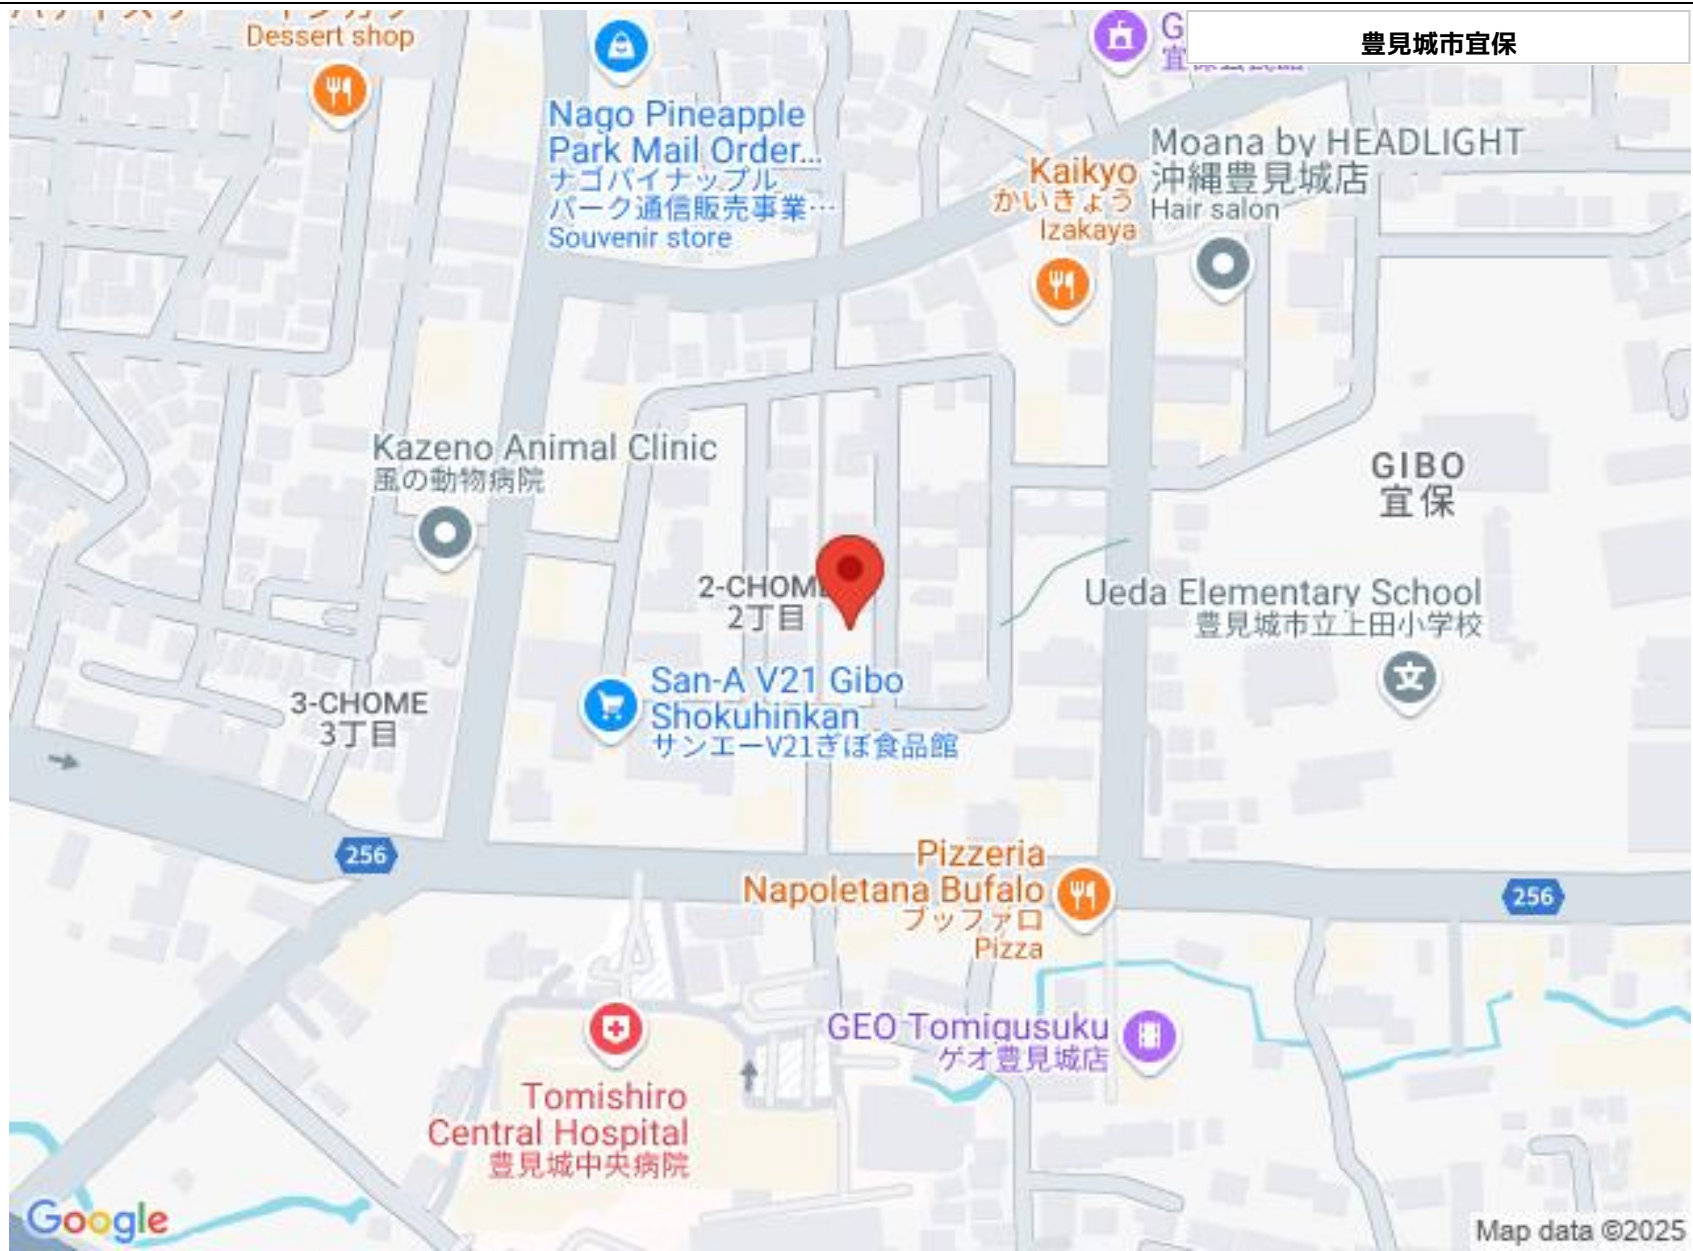 Dessert shop
豊見城市宜保
Nago Pineapple
Park Mail Order...
ナゴパイナップル
パーク通信販売事業…
Souvenir store
Moana by HEADLIGHT
沖縄豊見城店
Hair salon
Kaikyo
かいきょう
Izakaya
Kazeno Animal Clinic
風の動物病院
GIBO
宜保
2-CHOME
2丁目
Ueda Elementary School
豊見城市立上田小学校
文
San-A V21 Gibo
Shokuhinkan
サンエーV21ぎぼ食品館
3-CHOME
3丁目
256
Pizzeria
Napoletana Bufalo
ブッファロ
Pizza
256
GEO Tomigusuku
ゲオ豊見城店
Tomishiro
Central Hospital
豊見城中央病院
Google
Map data ©2025